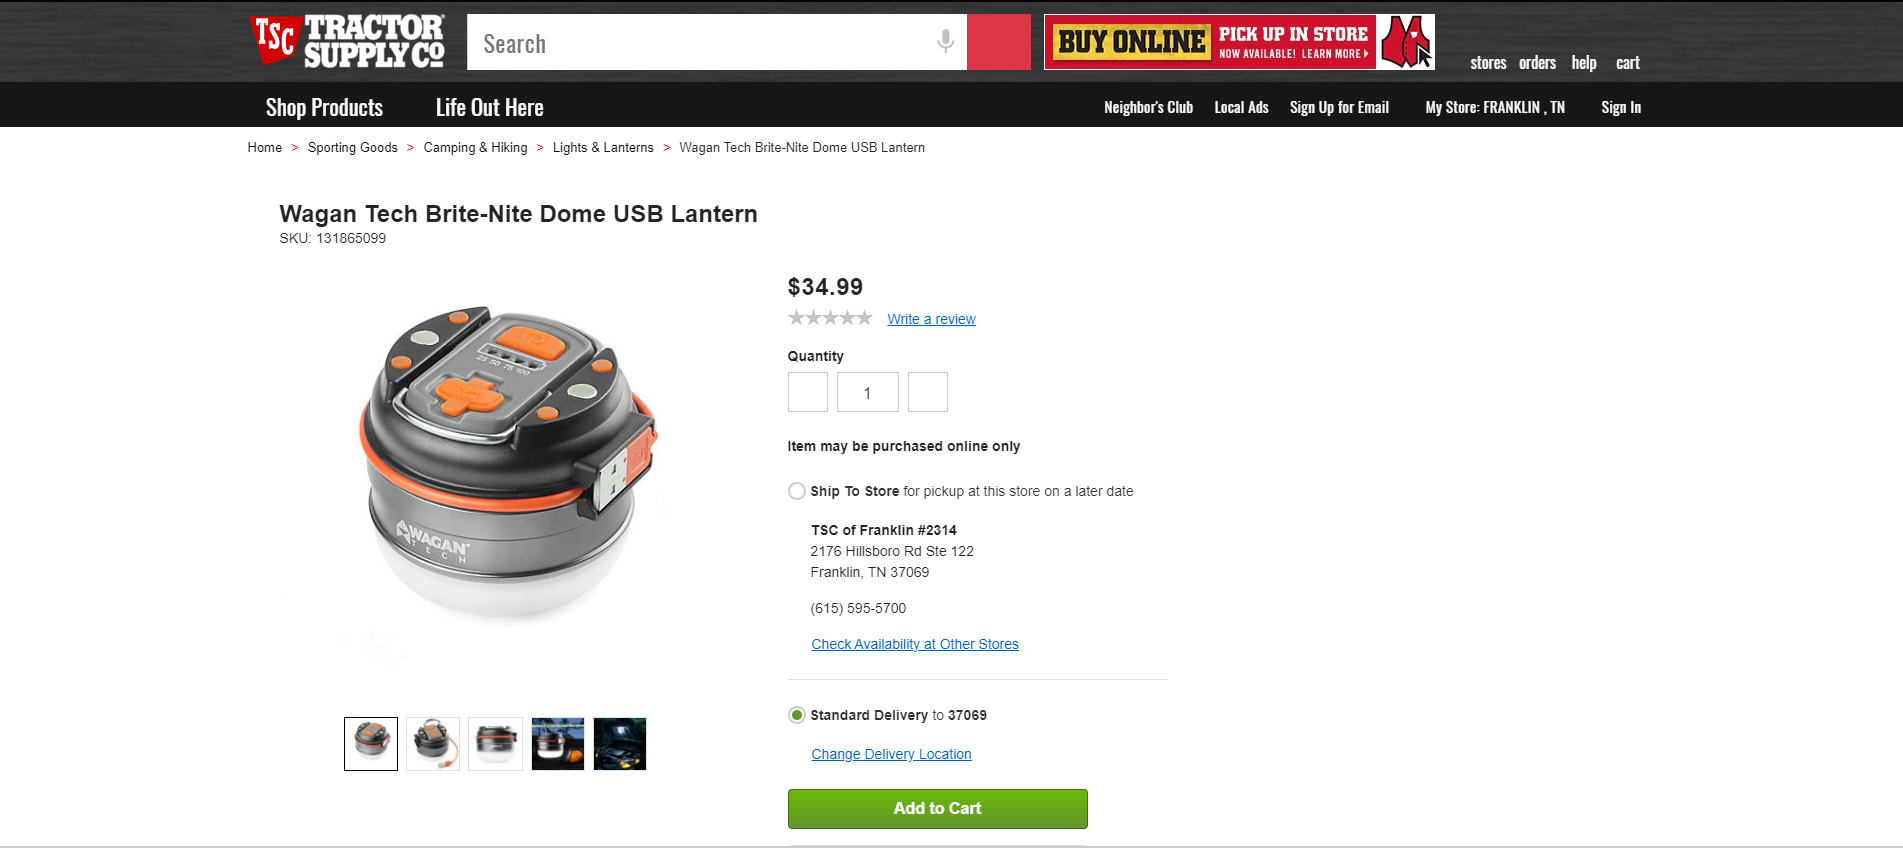 TSC TRACTOR SUPPLY CO
Search
BUY ONLINE PICK UP IN STORE
NOW AVAILABLE! LEARN MORE
stores orders help cart
Shop Products Life Out Here Neighbor's Club Local Ads Sign Up for Email My Store: FRANKLIN , TN Sign In
Home > Sporting Goods > Camping & Hiking > Lights & Lanterns > Wagan Tech Brite-Nite Dome USB Lantern
Wagan Tech Brite-Nite Dome USB Lantern
SKU: 131865099
25 50 75 100
WAGAN
TECH
$34.99
Write a review
Quantity
1
Item may be purchased online only
Ship To Store for pickup at this store on a later date
TSC of Franklin #2314
2176 Hillsboro Rd Ste 122
Franklin, TN 37069
(615) 595-5700
Check Availability at Other Stores
Standard Delivery to 37069
Change Delivery Location
Add to Cart